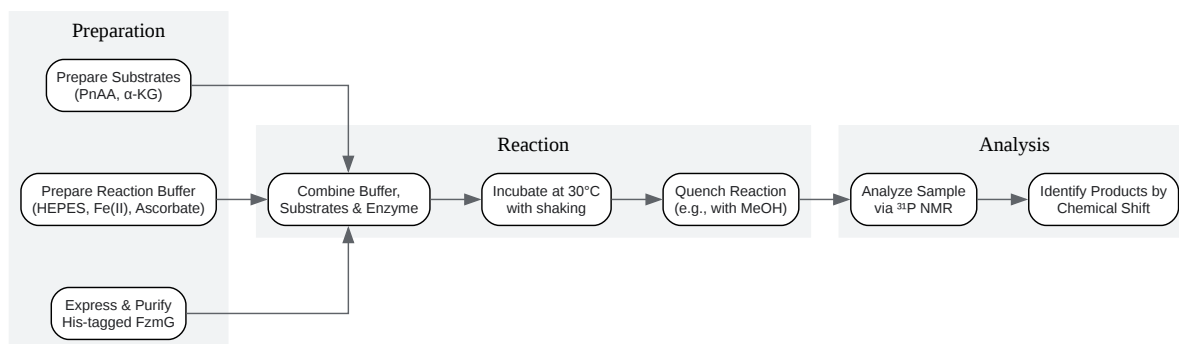 Preparation
Prepare Substrates
(PnAA, α-KG)
Prepare Reaction Buffer
(HEPES, Fe(II), Ascorbate)
Express & Purify
His-tagged FzmG
Reaction
Combine Buffer,
Substrates & Enzyme
Incubate at 30°C
with shaking
Quench Reaction
(e.g., with MeOH)
Analysis
Analyze Sample
via ³¹P NMR
Identify Products by
Chemical Shift